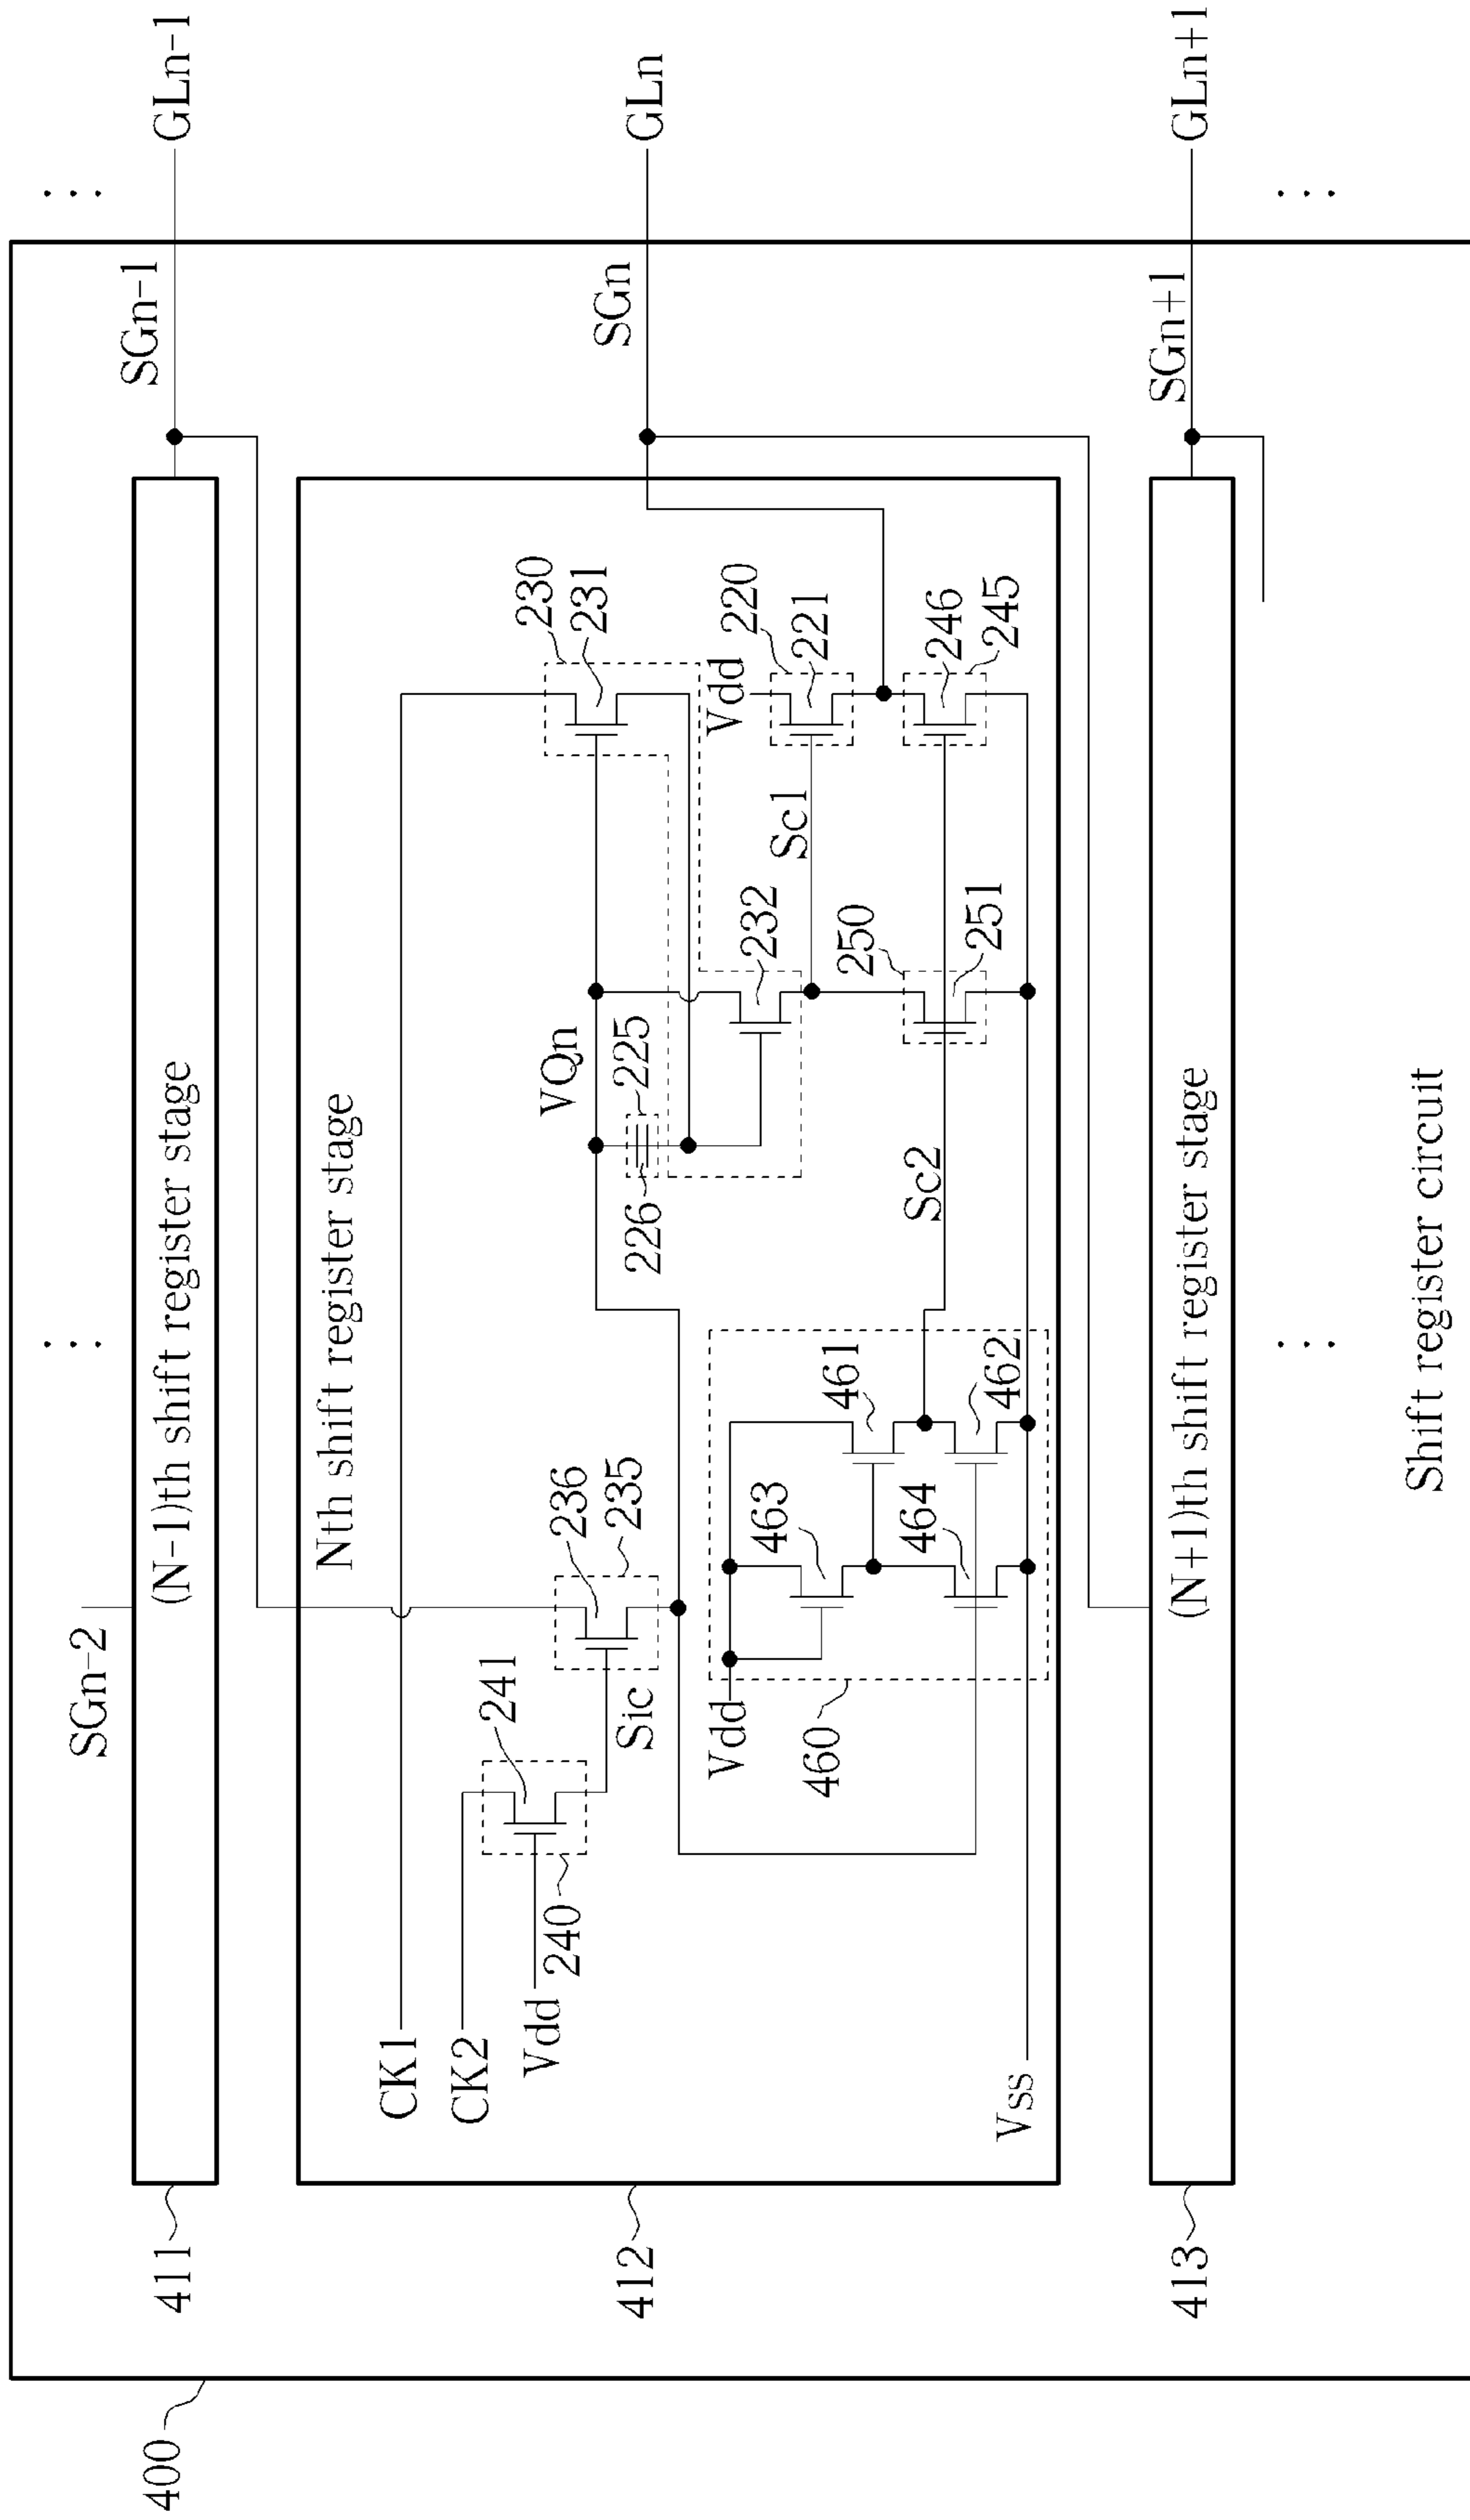 400
411
412
413
SGn-2
(N-1)th shift register stage
SGn-1
GLn-1
Nth shift register stage
CK1
CK2
Vdd
240
241
236
235
Sic
VQn
225
226
230
231
232
Vdd
220
221
Sc1
SGn
GLn
Vdd
460
463
464
461
462
Sc2
250
251
246
245
Vss
(N+1)th shift register stage
SGn+1
GLn+1
Shift register circuit